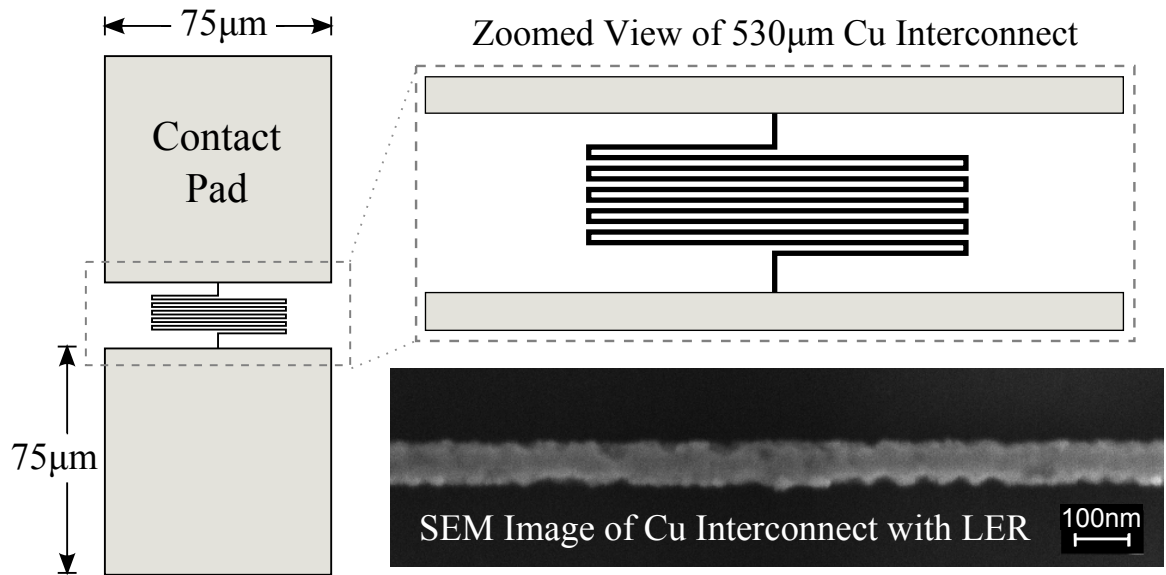 75μm
Zoomed View of 530μm Cu Interconnect
Contact
Pad
75μm
SEM Image of Cu Interconnect with LER
100nm